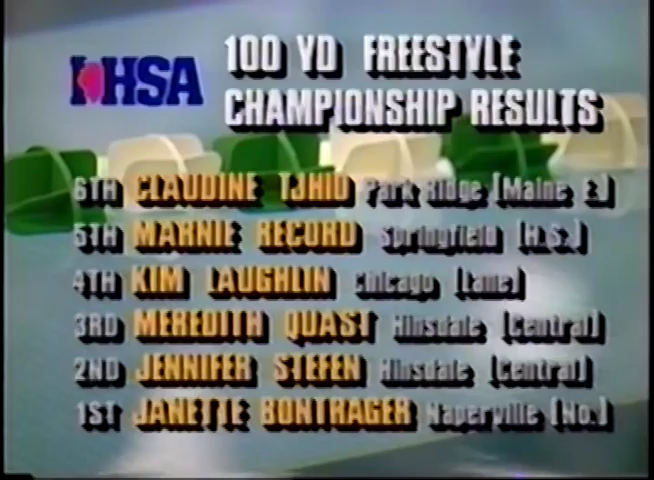 IHSA
100 YD FREESTYLE
CHAMPIONSHIP RESULTS
6TH CLAUDINE TJHIO Park Ridge (Maine E.)
5TH MARNIE RECORD Springfield (H.S.)
4TH KIM LAUGHLIN Chicago (Lane)
3RD MEREDITH QUAST Hinsdale (Central)
2ND JENNIFER STEFEN Hinsdale (Central)
1ST JANETTE BONTRAGER Naperville (No.)